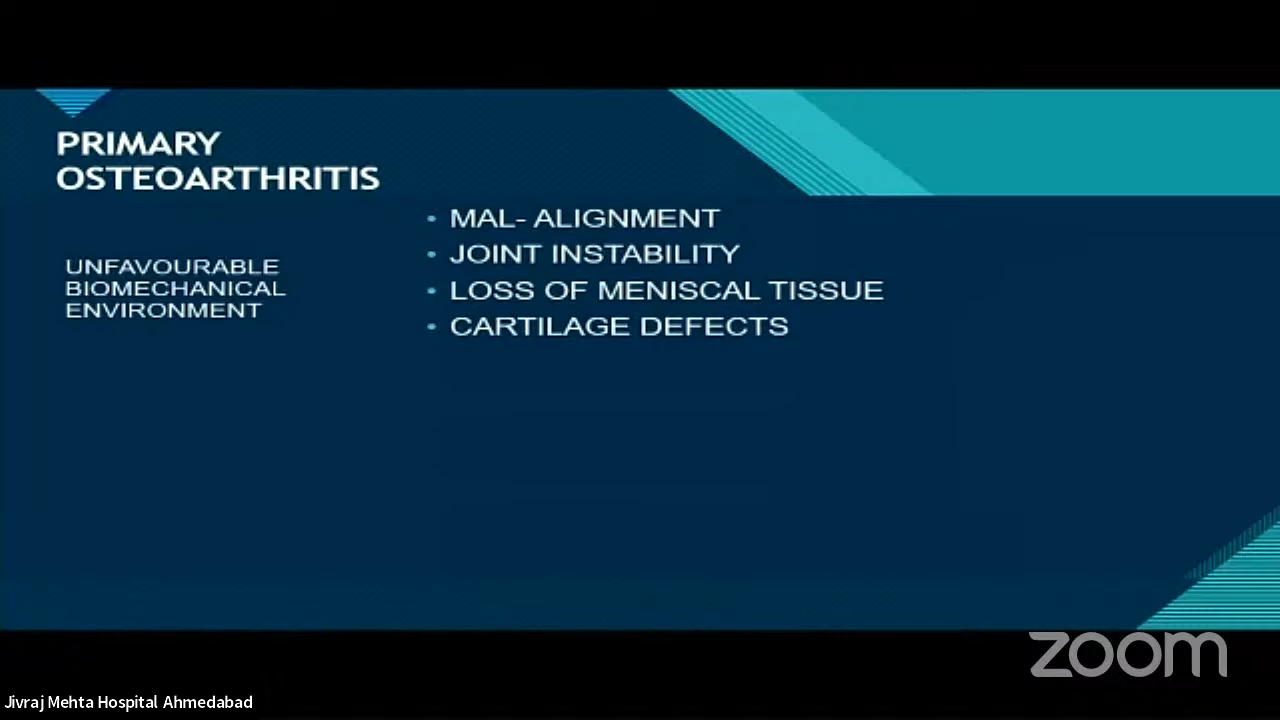 PRIMARY
OSTEOARTHRITIS
UNFAVOURABLE
BIOMECHANICAL
ENVIRONMENT
• MAL- ALIGNMENT
• JOINT INSTABILITY
• LOSS OF MENISCAL TISSUE
• CARTILAGE DEFECTS
zoom
Jivraj Mehta Hospital Ahmedabad